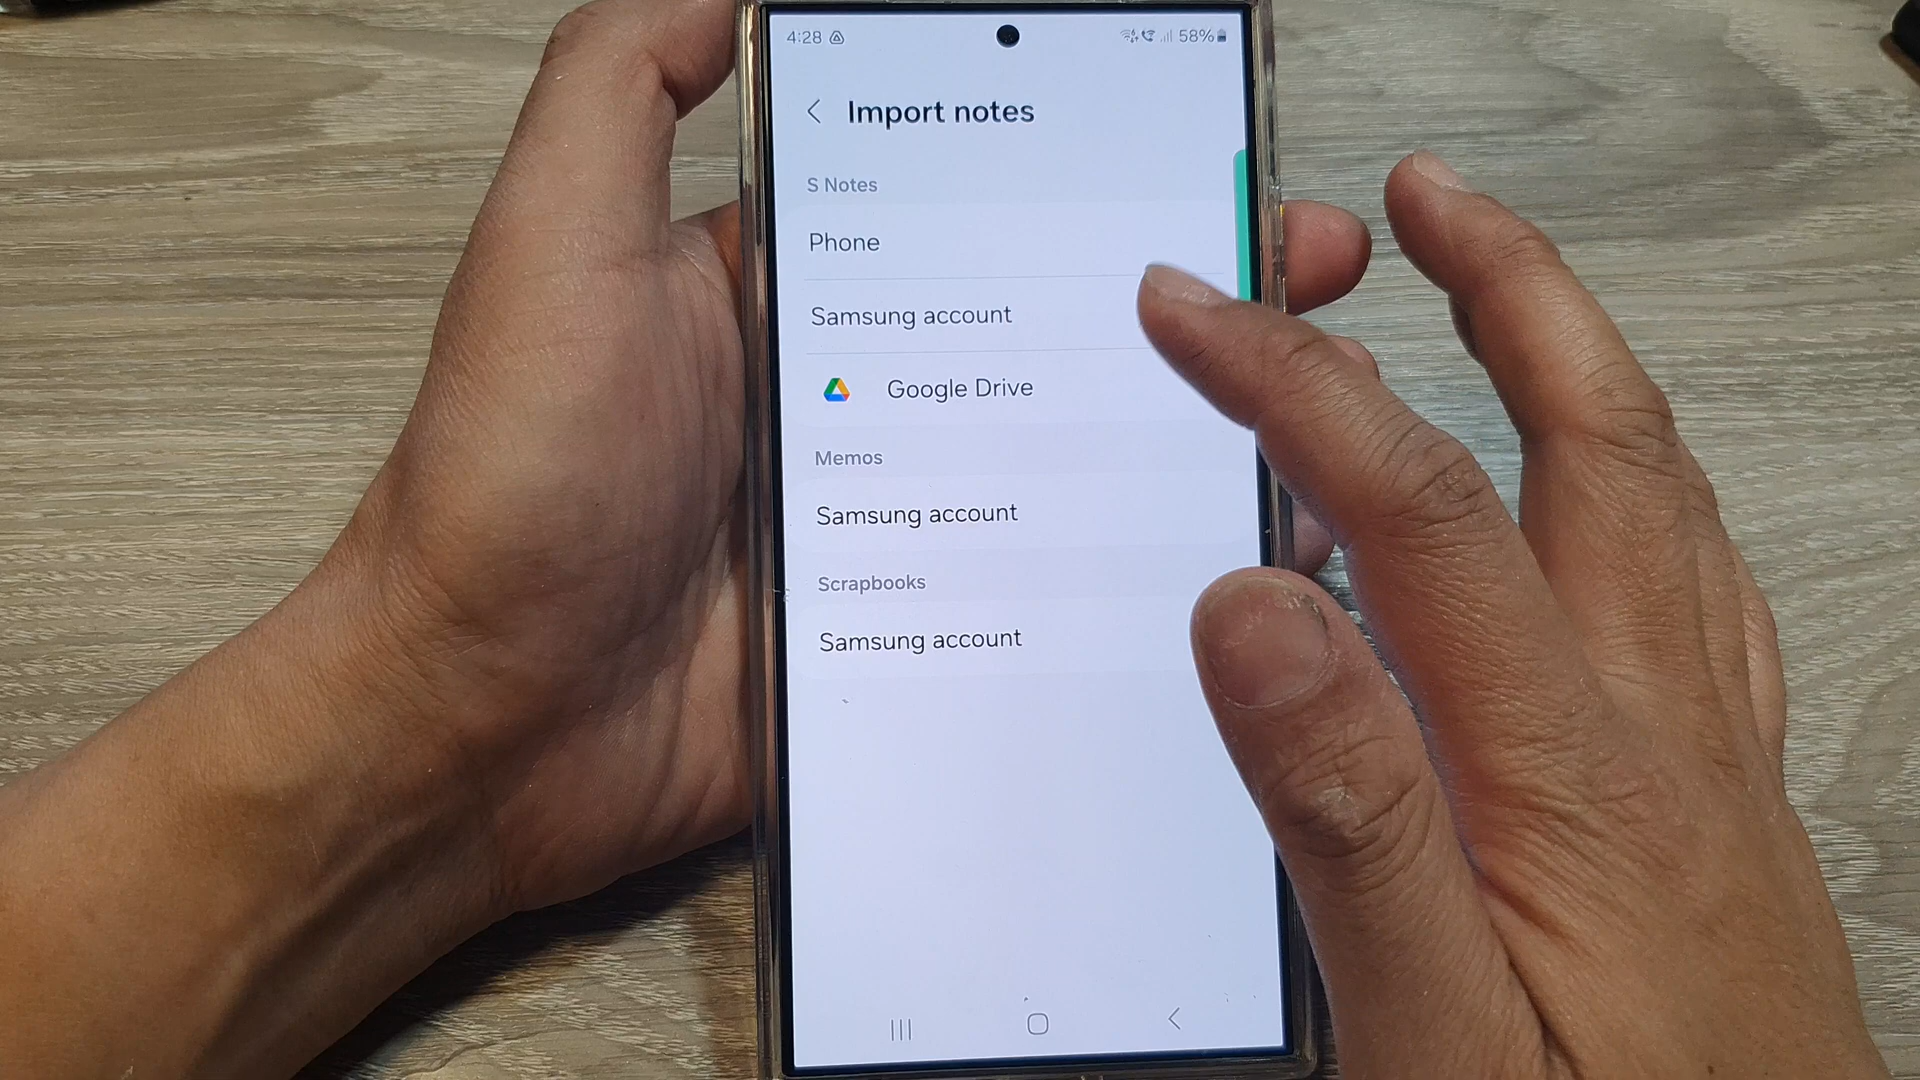 4:28 58%
Import notes
S Notes
Phone
Samsung account
Google Drive
Memos
Samsung account
Scrapbooks
Samsung account